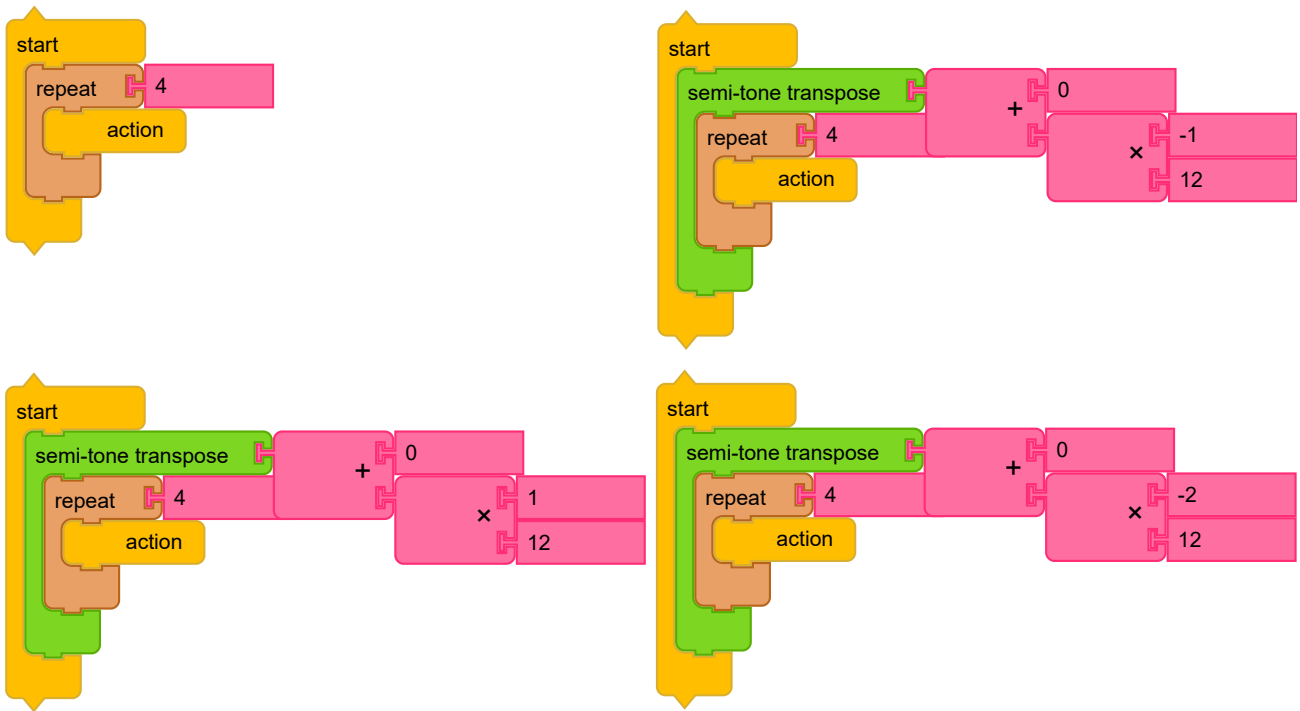 start
repeat 4
action
start
semi-tone transpose + 0
repeat 4 × -1
12
action
start
semi-tone transpose + 0
repeat 4 × 1
12
action
start
semi-tone transpose + 0
repeat 4 × -2
12
action